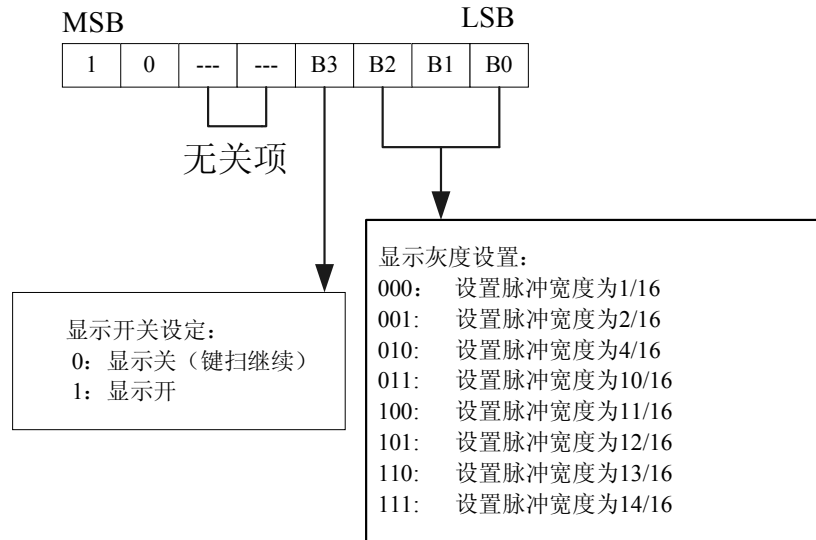 MSB LSB
1 0 --- --- B3 B2 B1 B0
无关项
显示开关设定:
0: 显示关（键扫继续）
1: 显示开
显示灰度设置:
000: 设置脉冲宽度为1/16
001: 设置脉冲宽度为2/16
010: 设置脉冲宽度为4/16
011: 设置脉冲宽度为10/16
100: 设置脉冲宽度为11/16
101: 设置脉冲宽度为12/16
110: 设置脉冲宽度为13/16
111: 设置脉冲宽度为14/16